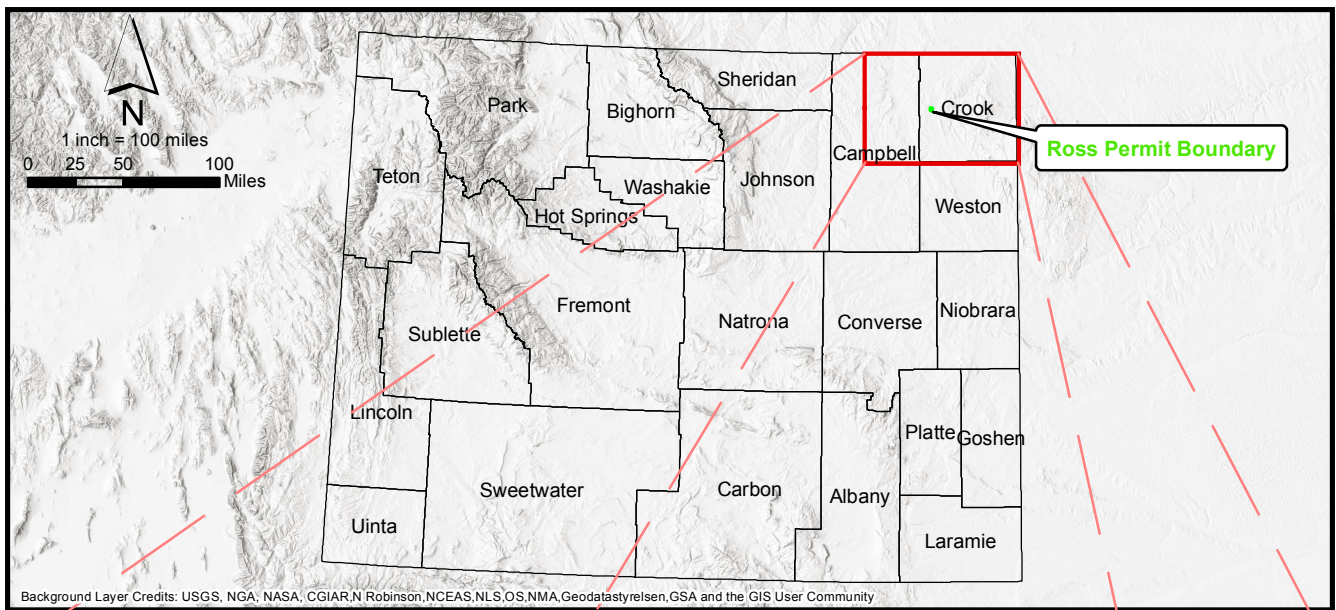 N
1 inch = 100 miles
0 25 50 100
Miles
Park
Bighorn
Sheridan
Campbell
Crook
Ross Permit Boundary
Teton
Hot Springs
Washakie
Johnson
Weston
Sublette
Fremont
Natrona
Converse
Niobrara
Lincoln
Platte
Goshen
Uinta
Sweetwater
Carbon
Albany
Laramie
Background Layer Credits: USGS, NGA, NASA, CGIAR,N Robinson,NCEAS,NLS,OS,NMA,Geodatastyrelsen,GSA and the GIS User Community